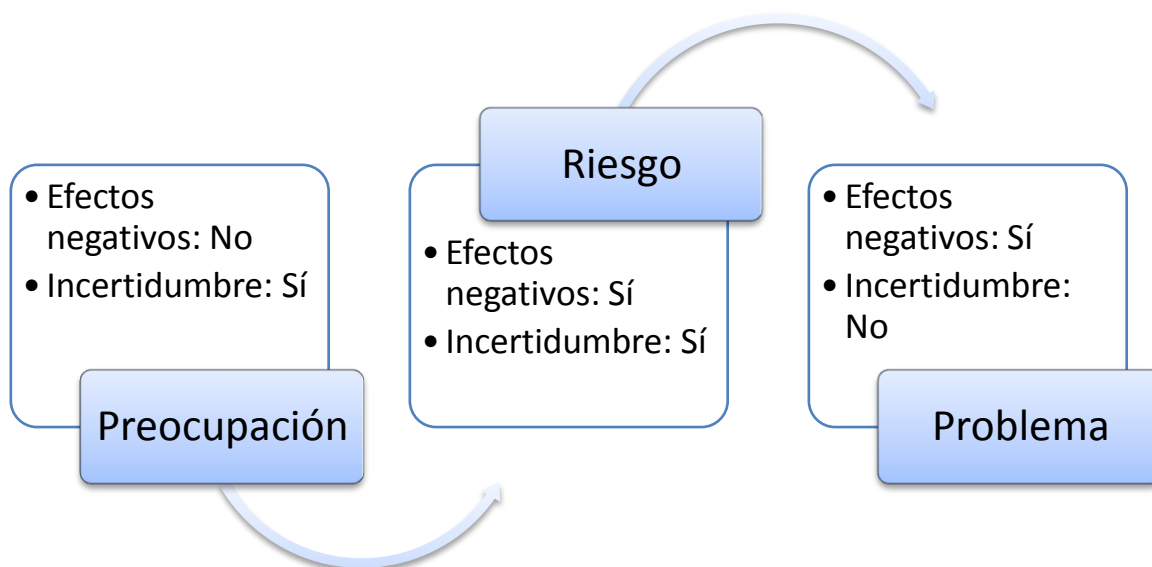 • Efectos
negativos: No
• Incertidumbre: Sí
Preocupación
Riesgo
• Efectos
negativos: Sí
• Incertidumbre: Sí
• Efectos
negativos: Sí
• Incertidumbre:
No
Problema